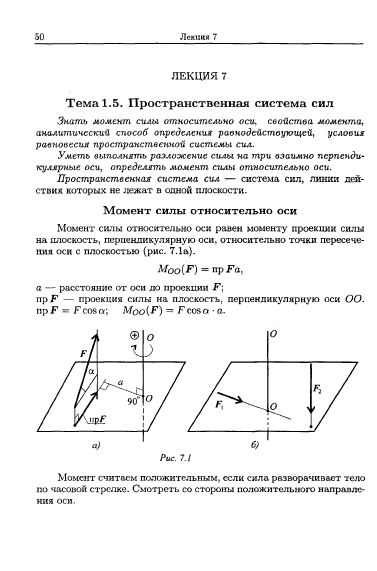 50
Лекция 7
ЛЕКЦИЯ 7
Тема 1.5. Пространственная система сил
Знать момент силы относительно оси, свойства момента,
аналитический способ определения равнодействующей, условия
равновесия пространственной системы сил.
Уметь выполнять разложение силы на три взаимно перпенди-
кулярные оси, определять момент силы относительно оси.
Пространственная система сил — система сил, линии дей-
ствия которых не лежат в одной плоскости.
Момент силы относительно оси
Момент силы относительно оси равен моменту проекции силы
на плоскость, перпендикулярную оси, относительно точки пересече-
ния оси с плоскостью (рис. 7.1а).
MOO(F) = пр Fa,
a — расстояние от оси до проекции F;
пр F — проекция силы на плоскость, перпендикулярную оси OO.
пр F = F cos α; MOO(F) = F cos α · a.
F
α
a
⊕
O
90°
O
прF
а)
O
F1
O
F2
б)
Рис. 7.1
Момент считаем положительным, если сила разворачивает тело
по часовой стрелке. Смотреть со стороны положительного направле-
ния оси.